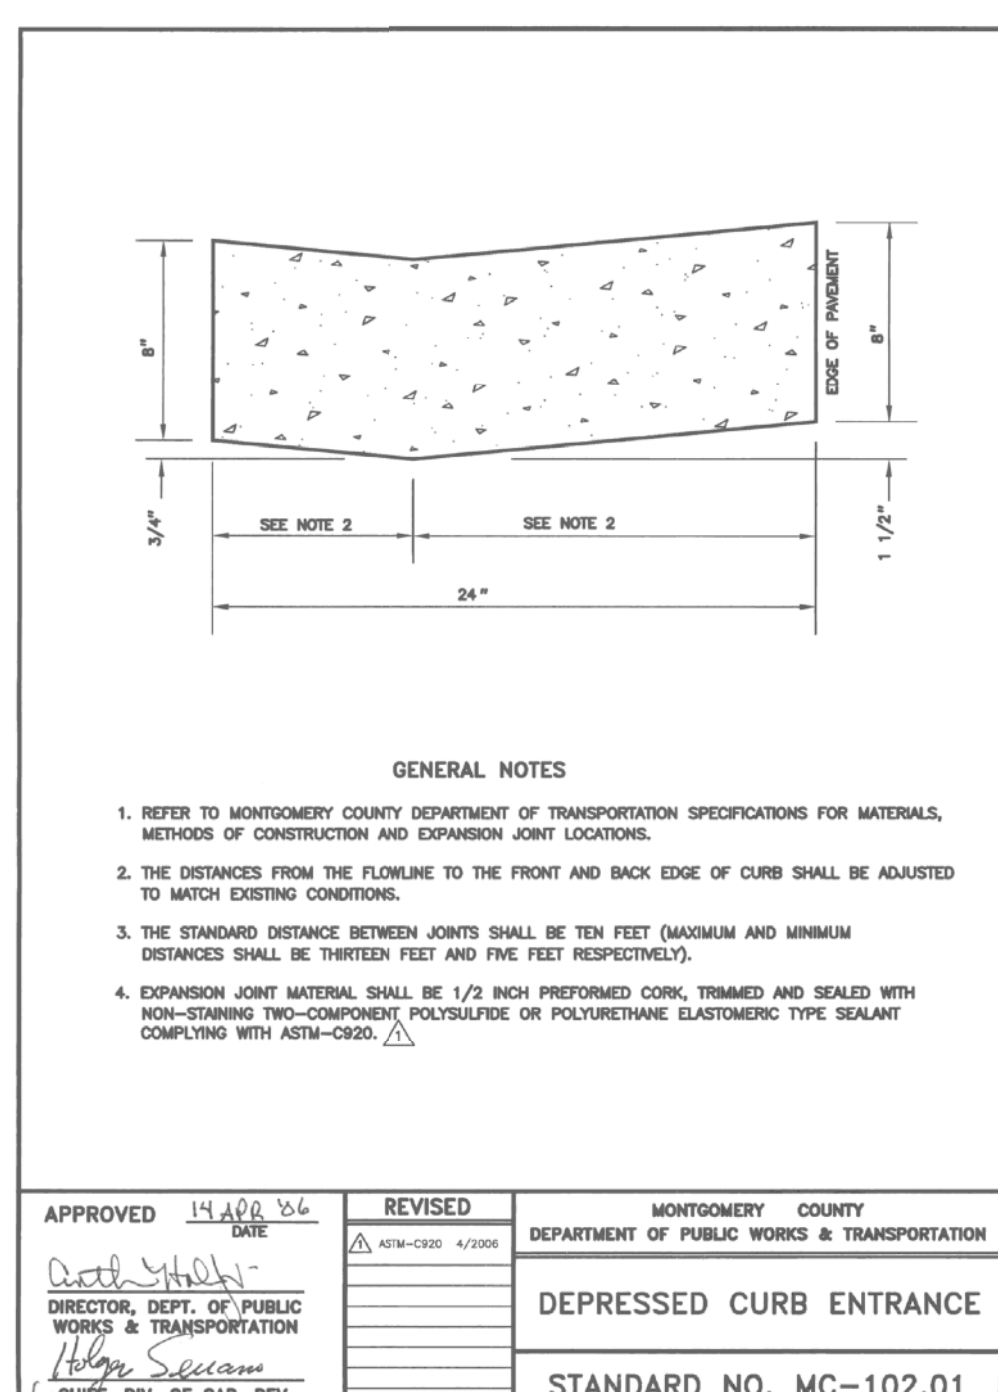 8"
EDGE OF PAVEMENT
8"
3/4"
SEE NOTE 2
SEE NOTE 2
1 1/2"
24"
GENERAL NOTES
1. REFER TO MONTGOMERY COUNTY DEPARTMENT OF TRANSPORTATION SPECIFICATIONS FOR MATERIALS,
METHODS OF CONSTRUCTION AND EXPANSION JOINT LOCATIONS.
2. THE DISTANCES FROM THE FLOWLINE TO THE FRONT AND BACK EDGE OF CURB SHALL BE ADJUSTED
TO MATCH EXISTING CONDITIONS.
3. THE STANDARD DISTANCE BETWEEN JOINTS SHALL BE TEN FEET (MAXIMUM AND MINIMUM
DISTANCES SHALL BE THIRTEEN FEET AND FIVE FEET RESPECTIVELY).
4. EXPANSION JOINT MATERIAL SHALL BE 1/2 INCH PREFORMED CORK, TRIMMED AND SEALED WITH
NON-STAINING TWO-COMPONENT POLYSULFIDE OR POLYURETHANE ELASTOMERIC TYPE SEALANT
COMPLYING WITH ASTM-C920. 1
APPROVED 14 APR
DATE
DIRECTOR, DEPT. OF PUBLIC
WORKS & TRANSPORTATION
Holger
REVISED
1 ASTM-C920 4/2006
MONTGOMERY COUNTY
DEPARTMENT OF PUBLIC WORKS & TRANSPORTATION
DEPRESSED CURB ENTRANCE
STANDARD NO. MC-102.01